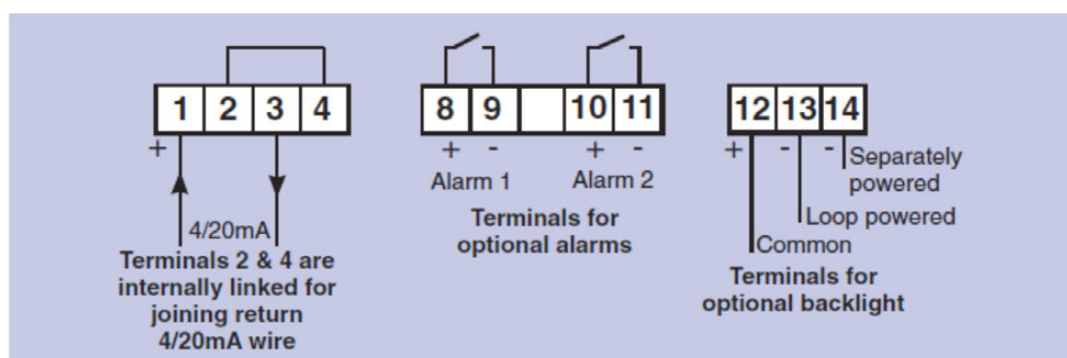 1 2 3 4
+
4/20mA
Terminals 2 & 4 are
internally linked for
joining return
4/20mA wire
8 9 10 11
+ - + -
Alarm 1 Alarm 2
Terminals for
optional alarms
12 13 14
+ - -
Separately
powered
Loop powered
Common
Terminals for
optional backlight